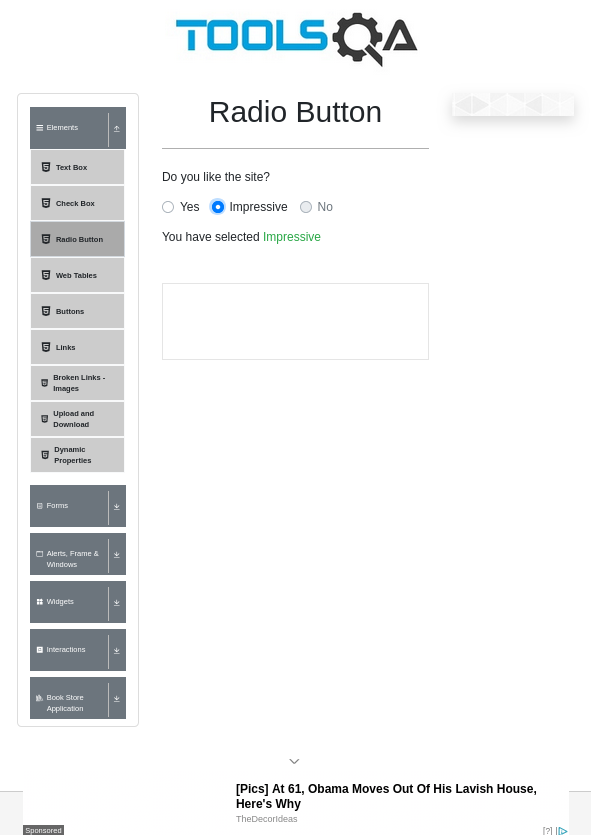 TOOLSQA
Elements
Text Box
Check Box
Radio Button
Web Tables
Buttons
Links
Broken Links -
Images
Upload and
Download
Dynamic
Properties
Forms
Alerts, Frame &
Windows
Widgets
Interactions
Book Store
Application
Radio Button
Do you like the site?
Yes Impressive No
You have selected Impressive
[Pics] At 61, Obama Moves Out Of His Lavish House,
Here's Why
TheDecorIdeas
Sponsored
[?]